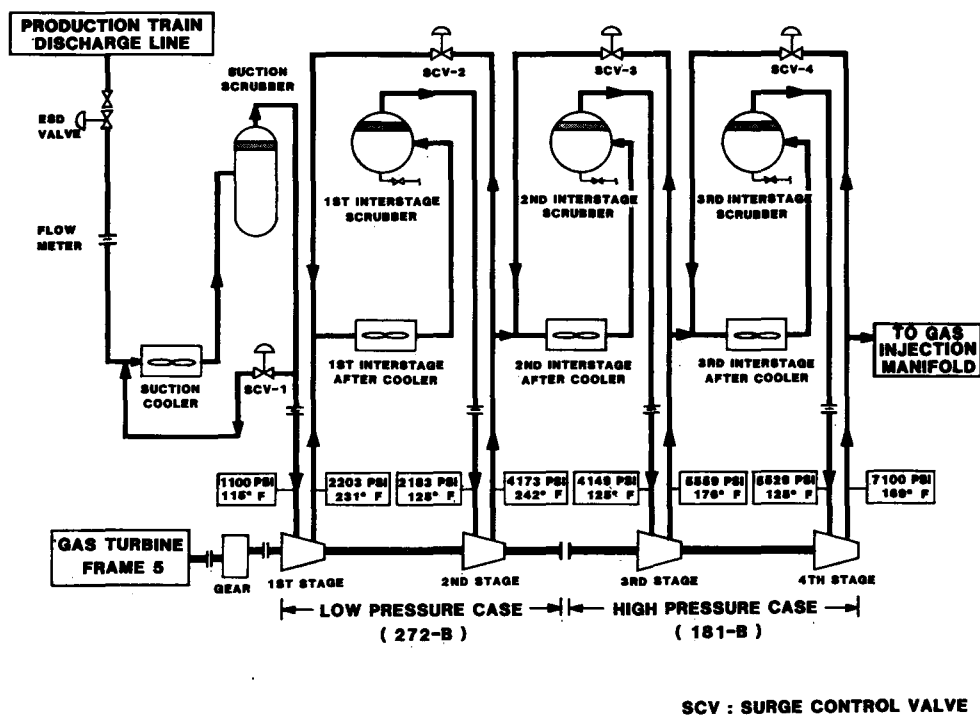 PRODUCTION TRAIN
DISCHARGE LINE
ESD
VALVE
FLOW
METER
SUCTION
SCRUBBER
SUCTION
COOLER
SCV-1
SCV-2
1ST INTERSTAGE
SCRUBBER
1ST INTERSTAGE
AFTER COOLER
SCV-3
2ND INTERSTAGE
SCRUBBER
2ND INTERSTAGE
AFTER COOLER
SCV-4
3RD INTERSTAGE
SCRUBBER
3RD INTERSTAGE
AFTER COOLER
TO GAS
INJECTION
MANIFOLD
1100 PSI
115° F
2203 PSI
231° F
2183 PSI
125° F
4173 PSI
242° F
4149 PSI
125° F
5559 PSI
176° F
5528 PSI
125° F
7100 PSI
169° F
GAS TURBINE
FRAME 5
GEAR
1ST STAGE
2ND STAGE
3RD STAGE
4TH STAGE
LOW PRESSURE CASE
( 272-B )
HIGH PRESSURE CASE
( 181-B )
SCV : SURGE CONTROL VALVE